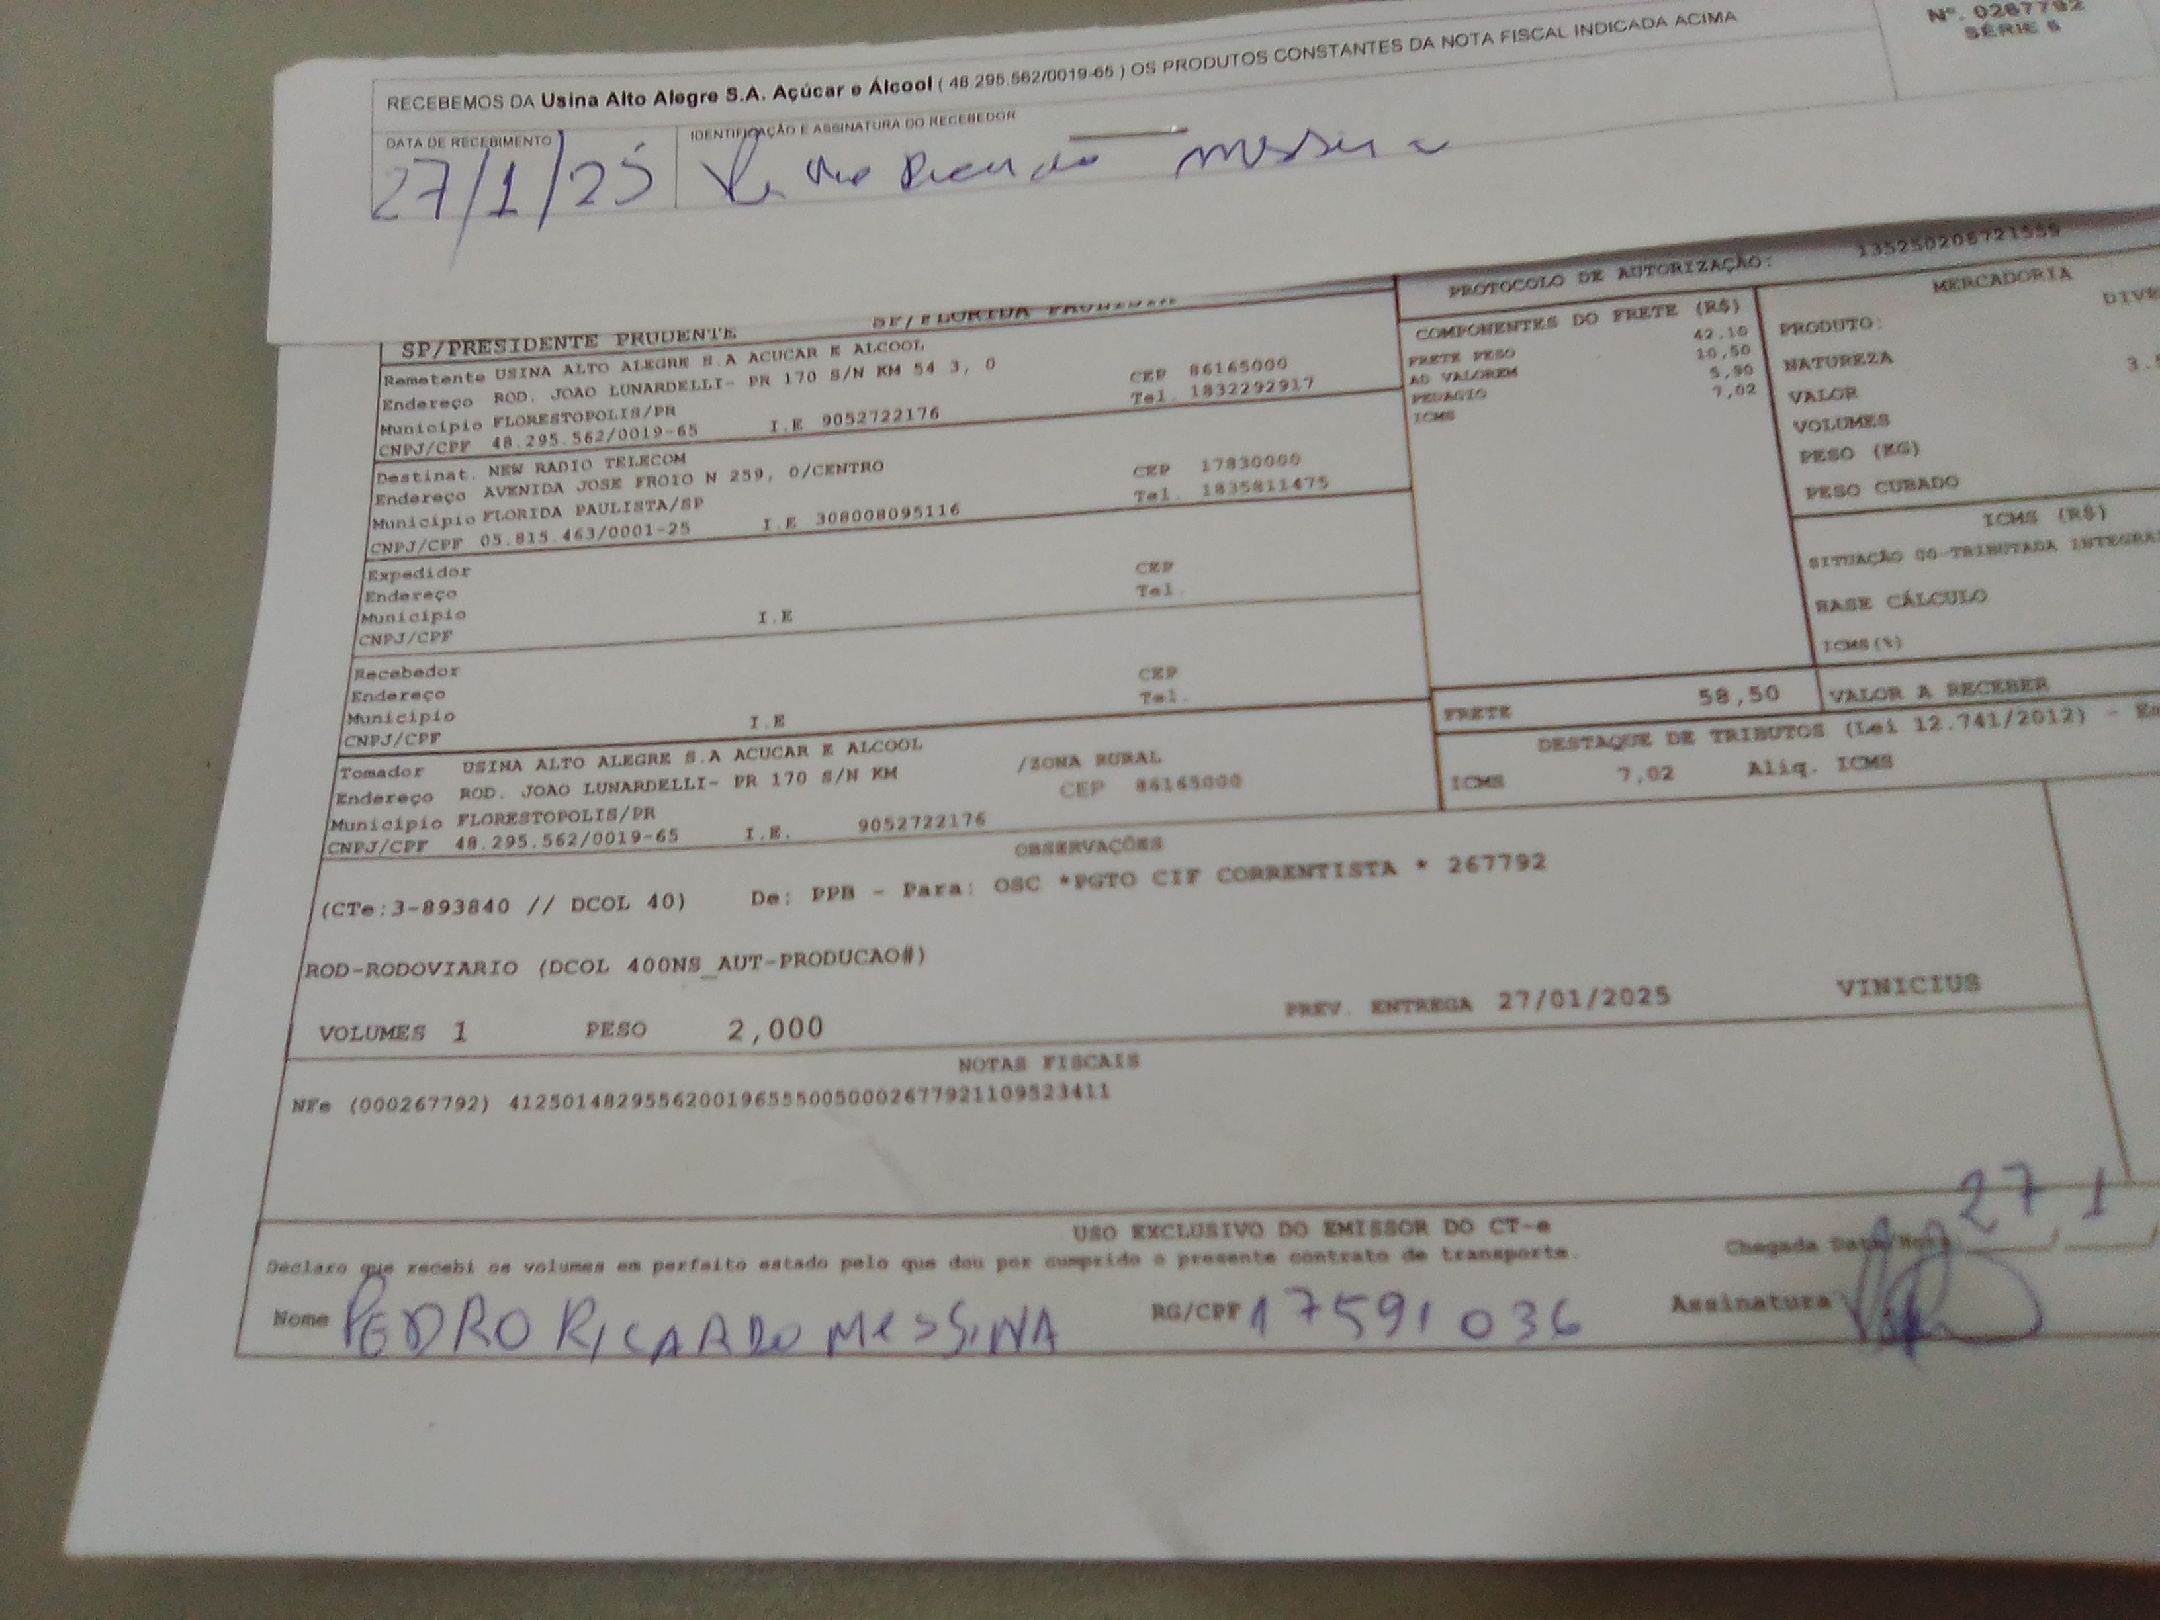 Nº. 0267792
SÉRIE 5
RECEBEMOS DA Usina Alto Alegre S.A. Açúcar e Álcool ( 48.295.562/0019-65 ) OS PRODUTOS CONSTANTES DA NOTA FISCAL INDICADA ACIMA
DATA DE RECEBIMENTO
IDENTIFICAÇÃO E ASSINATURA DO RECEBEDOR
27/1/25
Pedro Ricardo Messina
SP/PRESIDENTE PRUDENTE SP/FLORIDA
Remetente USINA ALTO ALEGRE S.A ACUCAR E ALCOOL
Endereço ROD. JOAO LUNARDELLI- PR 170 S/N KM 54 3, 0 CEP 86165000
Município FLORESTOPOLIS/PR Tel. 1832292917
CNPJ/CPF 48.295.562/0019-65 I.E 9052722176
Destinat. NEW RADIO TELECOM
Endereço AVENIDA JOSE FROIO N 259, 0/CENTRO CEP 17830000
Município FLORIDA PAULISTA/SP Tel. 1835811475
CNPJ/CPF 05.815.463/0001-25 I.E 308008095116
Expedidor
Endereço CEP
Município Tel.
CNPJ/CPF I.E
Recebedor
Endereço CEP
Município Tel.
CNPJ/CPF I.E
Tomador USINA ALTO ALEGRE S.A ACUCAR E ALCOOL
Endereço ROD. JOAO LUNARDELLI- PR 170 S/N KM /ZONA RURAL
Município FLORESTOPOLIS/PR CEP 86165000
CNPJ/CPF 48.295.562/0019-65 I.E. 9052722176
PROTOCOLO DE AUTORIZAÇÃO: 135250206721559
COMPONENTES DO FRETE (R$)
FRETE PESO 42,10
AD VALOREM 10,50
PEDAGIO 5,90
ICMS 7,02
FRETE 58,50
MERCADORIA
PRODUTO:
NATUREZA
VALOR
VOLUMES
PESO (KG)
PESO CUBADO
ICMS (R$)
SITUAÇÃO 00-TRIBUTADA
BASE CÁLCULO
ICMS(%)
VALOR A RECEBER
DESTAQUE DE TRIBUTOS (Lei 12.741/2012) -
ICMS 7,02 Aliq. ICMS
OBSERVAÇÕES
(CTe:3-893840 // DCOL 40) De: PPB - Para: OSC *PGTO CIF CORRENTISTA * 267792
ROD-RODOVIARIO (DCOL 400NS_AUT-PRODUCAO#)
VOLUMES 1 PESO 2,000 PREV. ENTREGA 27/01/2025 VINICIUS
NOTAS FISCAIS
NFe (000267792) 41250148295562001965550050002677921109523411
USO EXCLUSIVO DO EMISSOR DO CT-e
Declaro que recebi os volumes em perfeito estado pelo que dou por cumprido o presente contrato de transporte.
Chegada Data/Hora 27/1/
Nome PEDRO RICARDO MESSINA RG/CPF 17591036 Assinatura